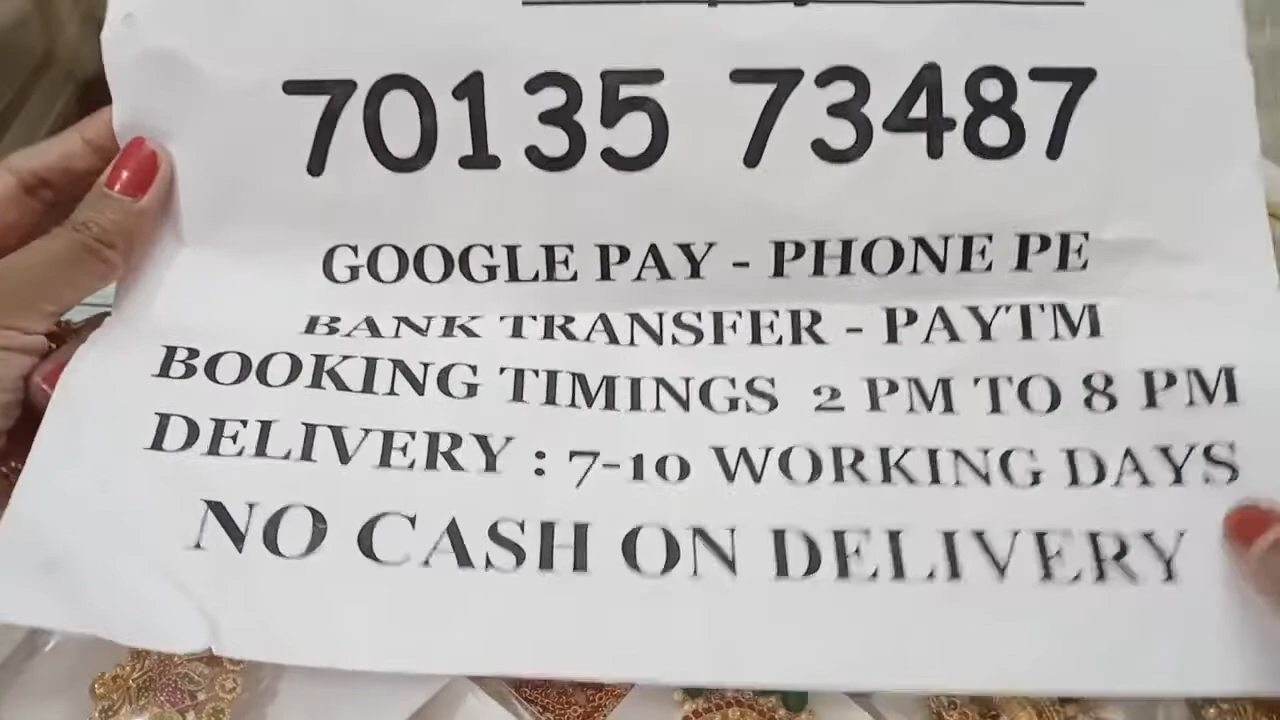 70135 73487
GOOGLE PAY - PHONE PE
BANK TRANSFER - PAYTM
BOOKING TIMINGS 2 PM TO 8 PM
DELIVERY : 7-10 WORKING DAYS
NO CASH ON DELIVERY